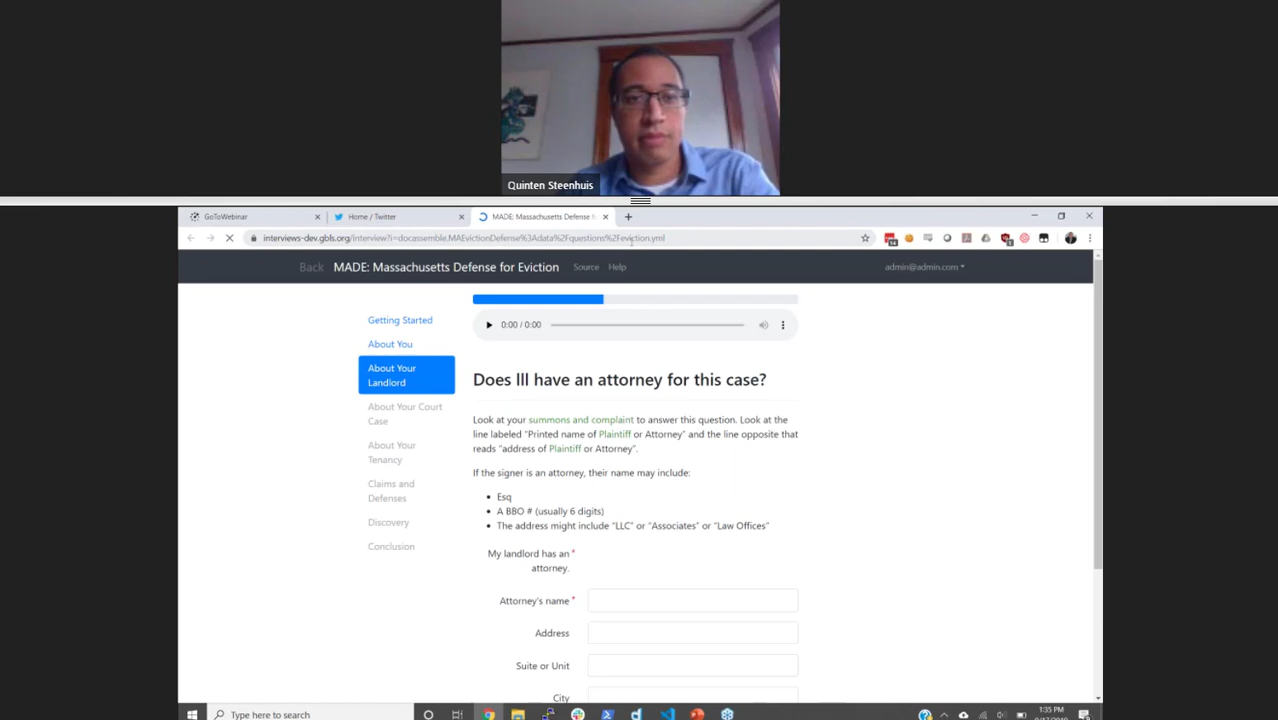 Quinten Steenhuis
GoToWebinar
Home / Twitter
MADE: Massachusetts Defense f
interviews-dev.gbls.org/interview?i=docassemble.MAEvictionDefense%3Adata%2Fquestions%2Feviction.yml
Back MADE: Massachusetts Defense for Eviction Source Help admin@admin.com
Getting Started
About You
About Your
Landlord
About Your Court
Case
About Your
Tenancy
Claims and
Defenses
Discovery
Conclusion
0:00 / 0:00
Does lll have an attorney for this case?
Look at your summons and complaint to answer this question. Look at the
line labeled "Printed name of Plaintiff or Attorney" and the line opposite that
reads "address of Plaintiff or Attorney".
If the signer is an attorney, their name may include:
• Esq
• A BBO # (usually 6 digits)
• The address might include "LLC" or "Associates" or "Law Offices"
My landlord has an *
attorney.
Attorney's name *
Address
Suite or Unit
City
Type here to search
1:35 PM